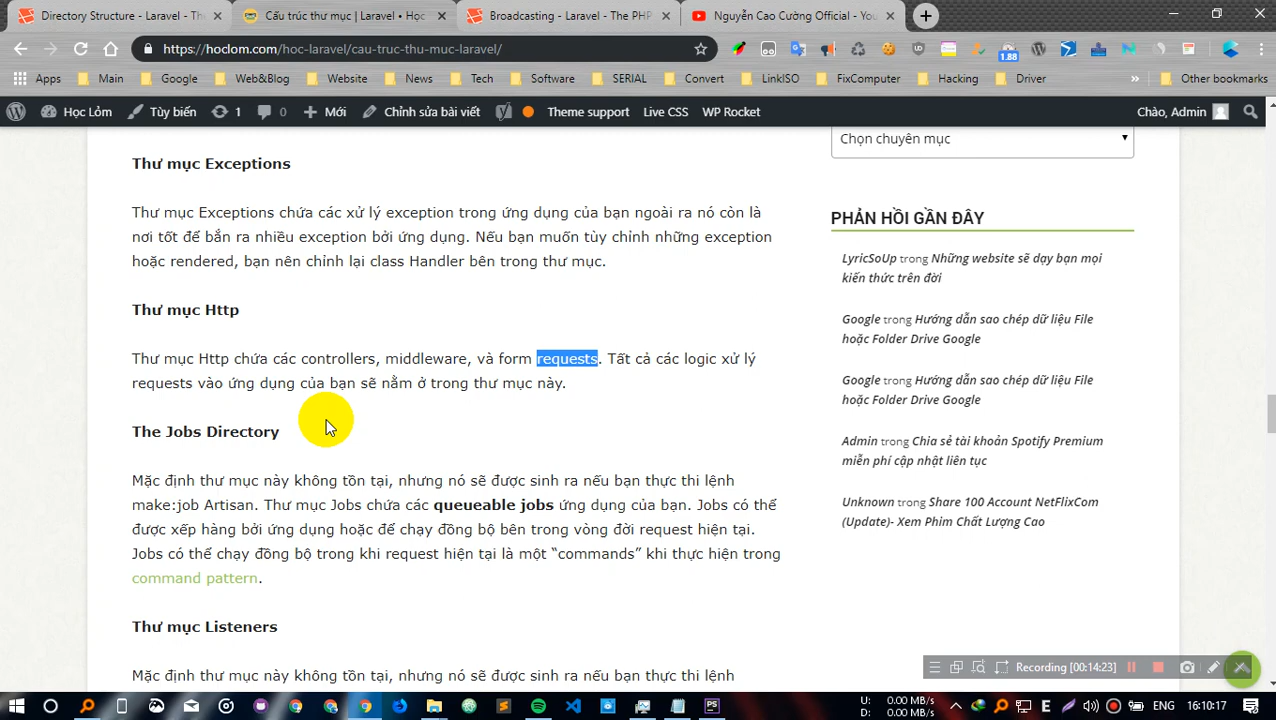 Directory Structure - Laravel - Th
Cấu trúc thư mục | Laravel • Học
Broadcasting - Laravel - The PHP
Nguyễn Cao Cường Official - You
https://hoclom.com/hoc-laravel/cau-truc-thu-muc-laravel/
1.88
Apps Main Google Web&Blog Website News Tech Software SERIAL Convert LinkISO FixComputer Hacking Driver » Other bookmarks
Học Lỏm Tùy biến 1 0 Mới Chỉnh sửa bài viết Theme support Live CSS WP Rocket Chào, Admin
Thư mục Exceptions
Thư mục Exceptions chứa các xử lý exception trong ứng dụng của bạn ngoài ra nó còn là
nơi tốt để bắn ra nhiều exception bởi ứng dụng. Nếu bạn muốn tùy chỉnh những exception
hoặc rendered, bạn nên chỉnh lại class Handler bên trong thư mục.
Thư mục Http
Thư mục Http chứa các controllers, middleware, và form requests. Tất cả các logic xử lý
requests vào ứng dụng của bạn sẽ nằm ở trong thư mục này.
The Jobs Directory
Mặc định thư mục này không tồn tại, nhưng nó sẽ được sinh ra nếu bạn thực thi lệnh
make:job Artisan. Thư mục Jobs chứa các queueable jobs ứng dụng của bạn. Jobs có thể
được xếp hàng bởi ứng dụng hoặc để chạy đồng bộ bên trong vòng đời request hiện tại.
Jobs có thể chạy đồng bộ trong khi request hiện tại là một “commands” khi thực hiện trong
command pattern.
Thư mục Listeners
Mặc định thư mục này không tồn tại, nhưng nó sẽ được sinh ra nếu bạn thực thi lệnh
Chọn chuyên mục
PHẢN HỒI GẦN ĐÂY
LyricSoUp trong Những website sẽ dạy bạn mọi
kiến thức trên đời
Google trong Hướng dẫn sao chép dữ liệu File
hoặc Folder Drive Google
Google trong Hướng dẫn sao chép dữ liệu File
hoặc Folder Drive Google
Admin trong Chia sẻ tài khoản Spotify Premium
miễn phí cập nhật liên tục
Unknown trong Share 100 Account NetFlixCom
(Update)- Xem Phim Chất Lượng Cao
Recording [00:14:23]
U: 0.00 MB/s
D: 0.00 MB/s
ENG
16:10:17